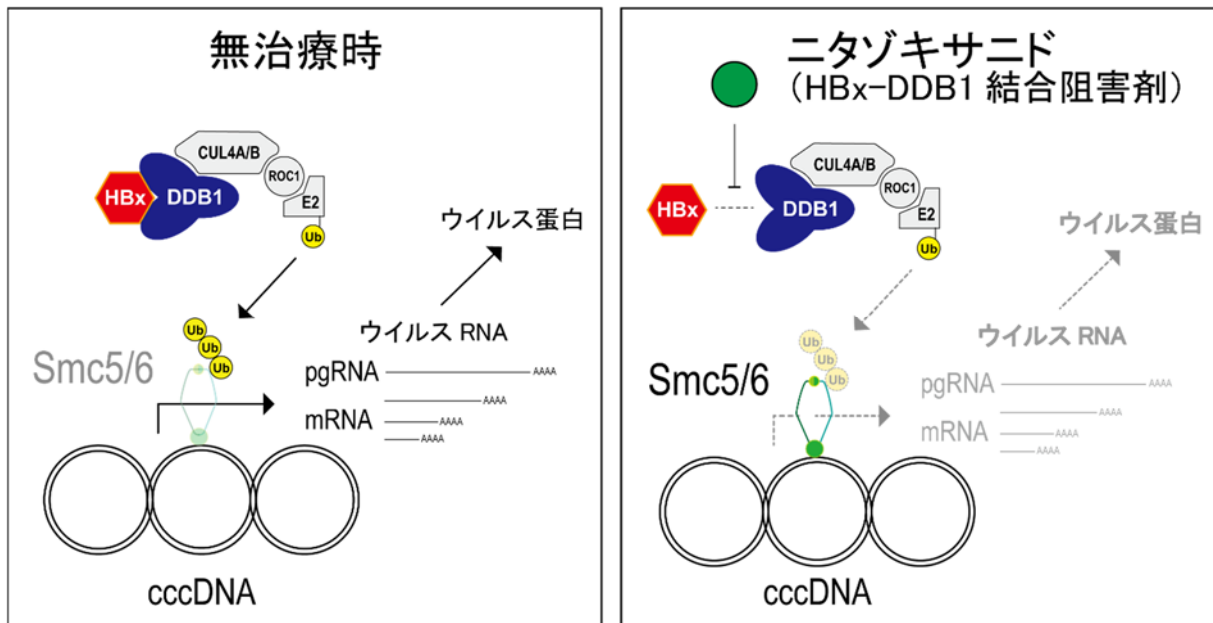 無治療時
CUL4A/B
ROC1
HBx
DDB1
E2
Ub
ウイルス蛋白
Ub
Ub
Ub
ウイルス RNA
Smc5/6
pgRNA
AAAA
AAAA
mRNA
AAAA
AAAA
cccDNA
ニタゾキサニド
（HBx-DDB1 結合阻害剤）
CUL4A/B
ROC1
HBx
DDB1
E2
Ub
ウイルス蛋白
Ub
Ub
Ub
ウイルス RNA
Smc5/6
pgRNA
AAAA
AAAA
mRNA
AAAA
AAAA
cccDNA